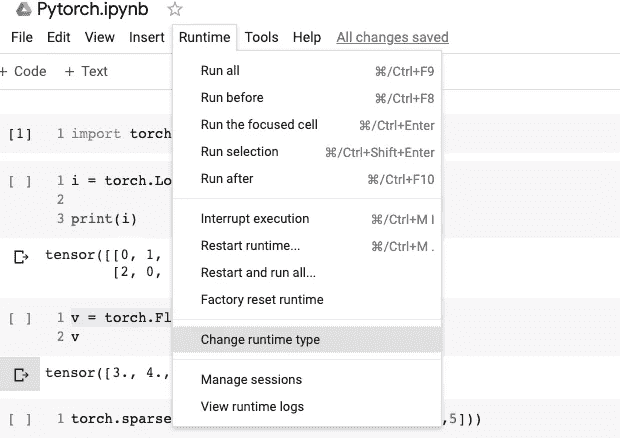 Pytorch.ipynb
File Edit View Insert Runtime Tools Help All changes saved
+ Code + Text
Run all ⌘/Ctrl+F9
Run before ⌘/Ctrl+F8
Run the focused cell ⌘/Ctrl+Enter
Run selection ⌘/Ctrl+Shift+Enter
Run after ⌘/Ctrl+F10
Interrupt execution ⌘/Ctrl+M I
Restart runtime... ⌘/Ctrl+M .
Restart and run all...
Factory reset runtime
Change runtime type
Manage sessions
View runtime logs
[1] 1 import torch
[ ] 1 i = torch.Lo
2
3 print(i)
tensor([[0, 1,
[2, 0,
[ ] 1 v = torch.Fl
2 v
tensor([3., 4.,
[ ] 1 torch.sparse ,5]))